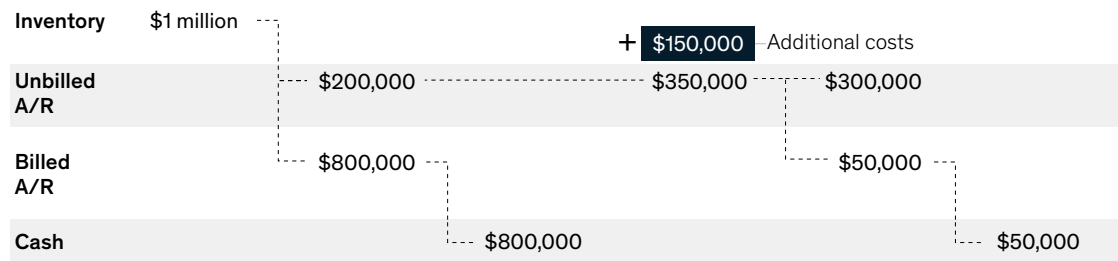 Inventory $1 million
+ $150,000 Additional costs
Unbilled A/R $200,000 $350,000 $300,000
Billed A/R $800,000 $50,000
Cash $800,000 $50,000